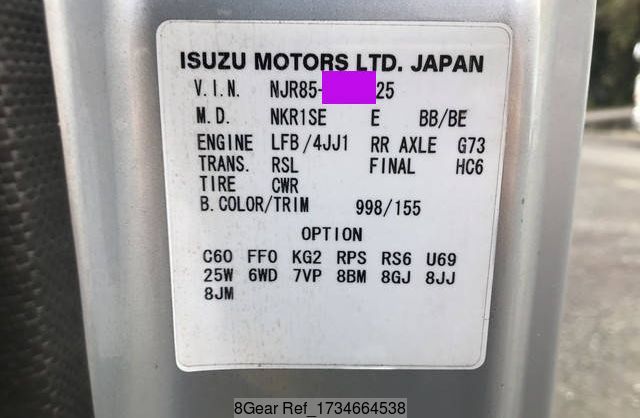 ISUZU MOTORS LTD. JAPAN
V.I.N. NJR85- 25
M.D. NKR1SE E BB/BE
ENGINE LFB/4JJ1 RR AXLE G73
TRANS. RSL FINAL HC6
TIRE CWR
B.COLOR/TRIM 998/155
OPTION
C60 FF0 KG2 RPS RS6 U69
25W 6WD 7VP 8BM 8GJ 8JJ
8JM
8Gear Ref_1734664538